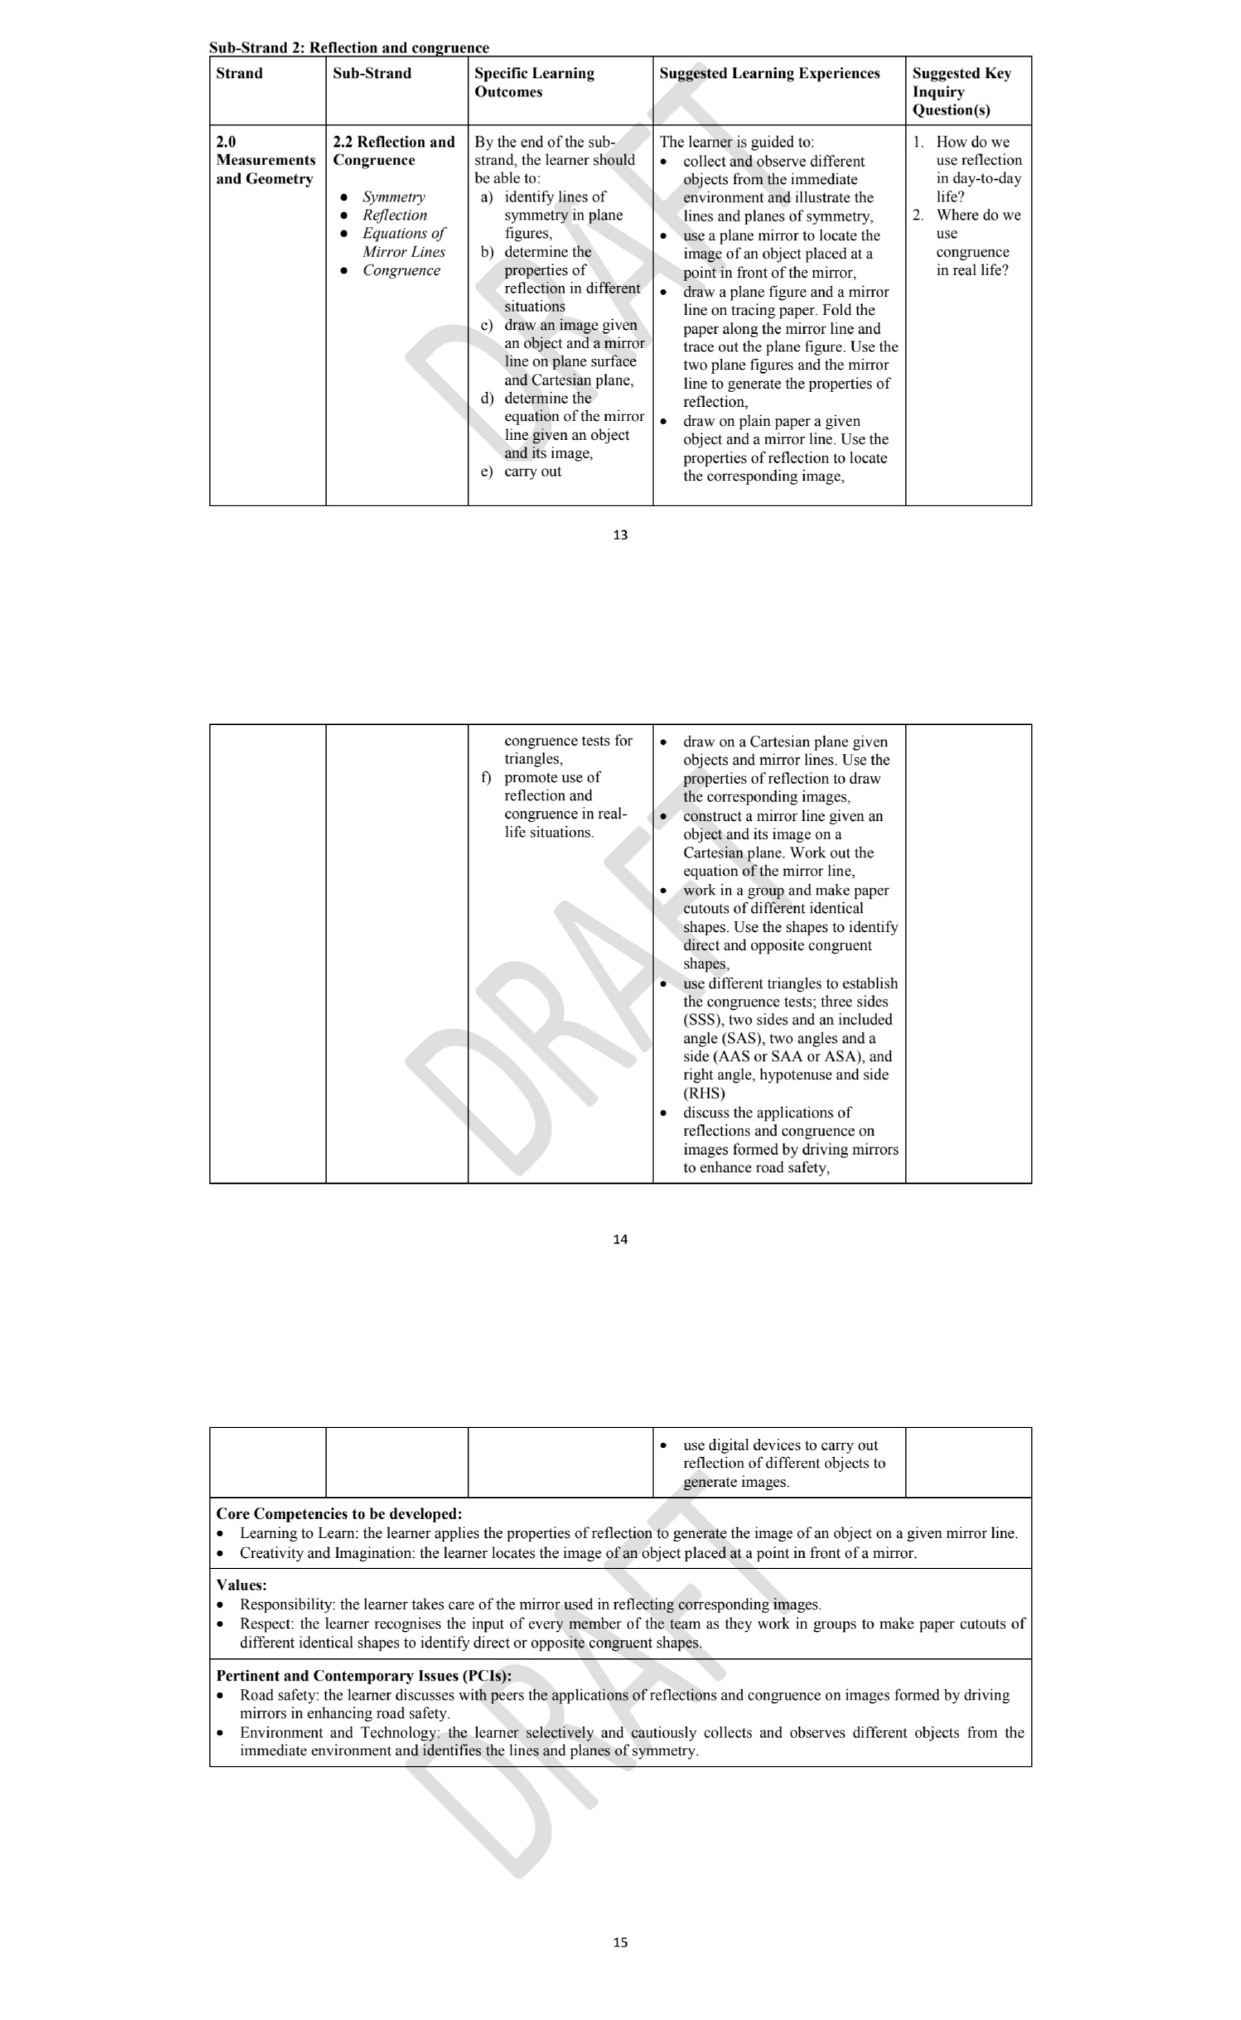 Sub-Strand 2: Reflection and congruence
Strand
Sub-Strand
Specific Learning
Outcomes
Suggested Learning Experiences
Suggested Key
Inquiry
Question(s)
2.0
Measurements
and Geometry
2.2 Reflection and
Congruence
● Symmetry
● Reflection
● Equations of
Mirror Lines
● Congruence
By the end of the sub-
strand, the learner should
be able to:
a) identify lines of
symmetry in plane
figures,
b) determine the
properties of
reflection in different
situations
c) draw an image given
an object and a mirror
line on plane surface
and Cartesian plane,
d) determine the
equation of the mirror
line given an object
and its image,
e) carry out
The learner is guided to:
● collect and observe different
objects from the immediate
environment and illustrate the
lines and planes of symmetry,
● use a plane mirror to locate the
image of an object placed at a
point in front of the mirror,
● draw a plane figure and a mirror
line on tracing paper. Fold the
paper along the mirror line and
trace out the plane figure. Use the
two plane figures and the mirror
line to generate the properties of
reflection,
● draw on plain paper a given
object and a mirror line. Use the
properties of reflection to locate
the corresponding image,
1. How do we
use reflection
in day-to-day
life?
2. Where do we
use
congruence
in real life?
DRAFT
13
congruence tests for
triangles,
f) promote use of
reflection and
congruence in real-
life situations.
● draw on a Cartesian plane given
objects and mirror lines. Use the
properties of reflection to draw
the corresponding images,
● construct a mirror line given an
object and its image on a
Cartesian plane. Work out the
equation of the mirror line,
● work in a group and make paper
cutouts of different identical
shapes. Use the shapes to identify
direct and opposite congruent
shapes,
● use different triangles to establish
the congruence tests; three sides
(SSS), two sides and an included
angle (SAS), two angles and a
side (AAS or SAA or ASA), and
right angle, hypotenuse and side
(RHS)
● discuss the applications of
reflections and congruence on
images formed by driving mirrors
to enhance road safety,
DRAFT
14
● use digital devices to carry out
reflection of different objects to
generate images.
Core Competencies to be developed:
● Learning to Learn: the learner applies the properties of reflection to generate the image of an object on a given mirror line.
● Creativity and Imagination: the learner locates the image of an object placed at a point in front of a mirror.
Values:
● Responsibility: the learner takes care of the mirror used in reflecting corresponding images.
● Respect: the learner recognises the input of every member of the team as they work in groups to make paper cutouts of
different identical shapes to identify direct or opposite congruent shapes.
Pertinent and Contemporary Issues (PCIs):
● Road safety: the learner discusses with peers the applications of reflections and congruence on images formed by driving
mirrors in enhancing road safety.
● Environment and Technology: the learner selectively and cautiously collects and observes different objects from the
immediate environment and identifies the lines and planes of symmetry.
DRAFT
15